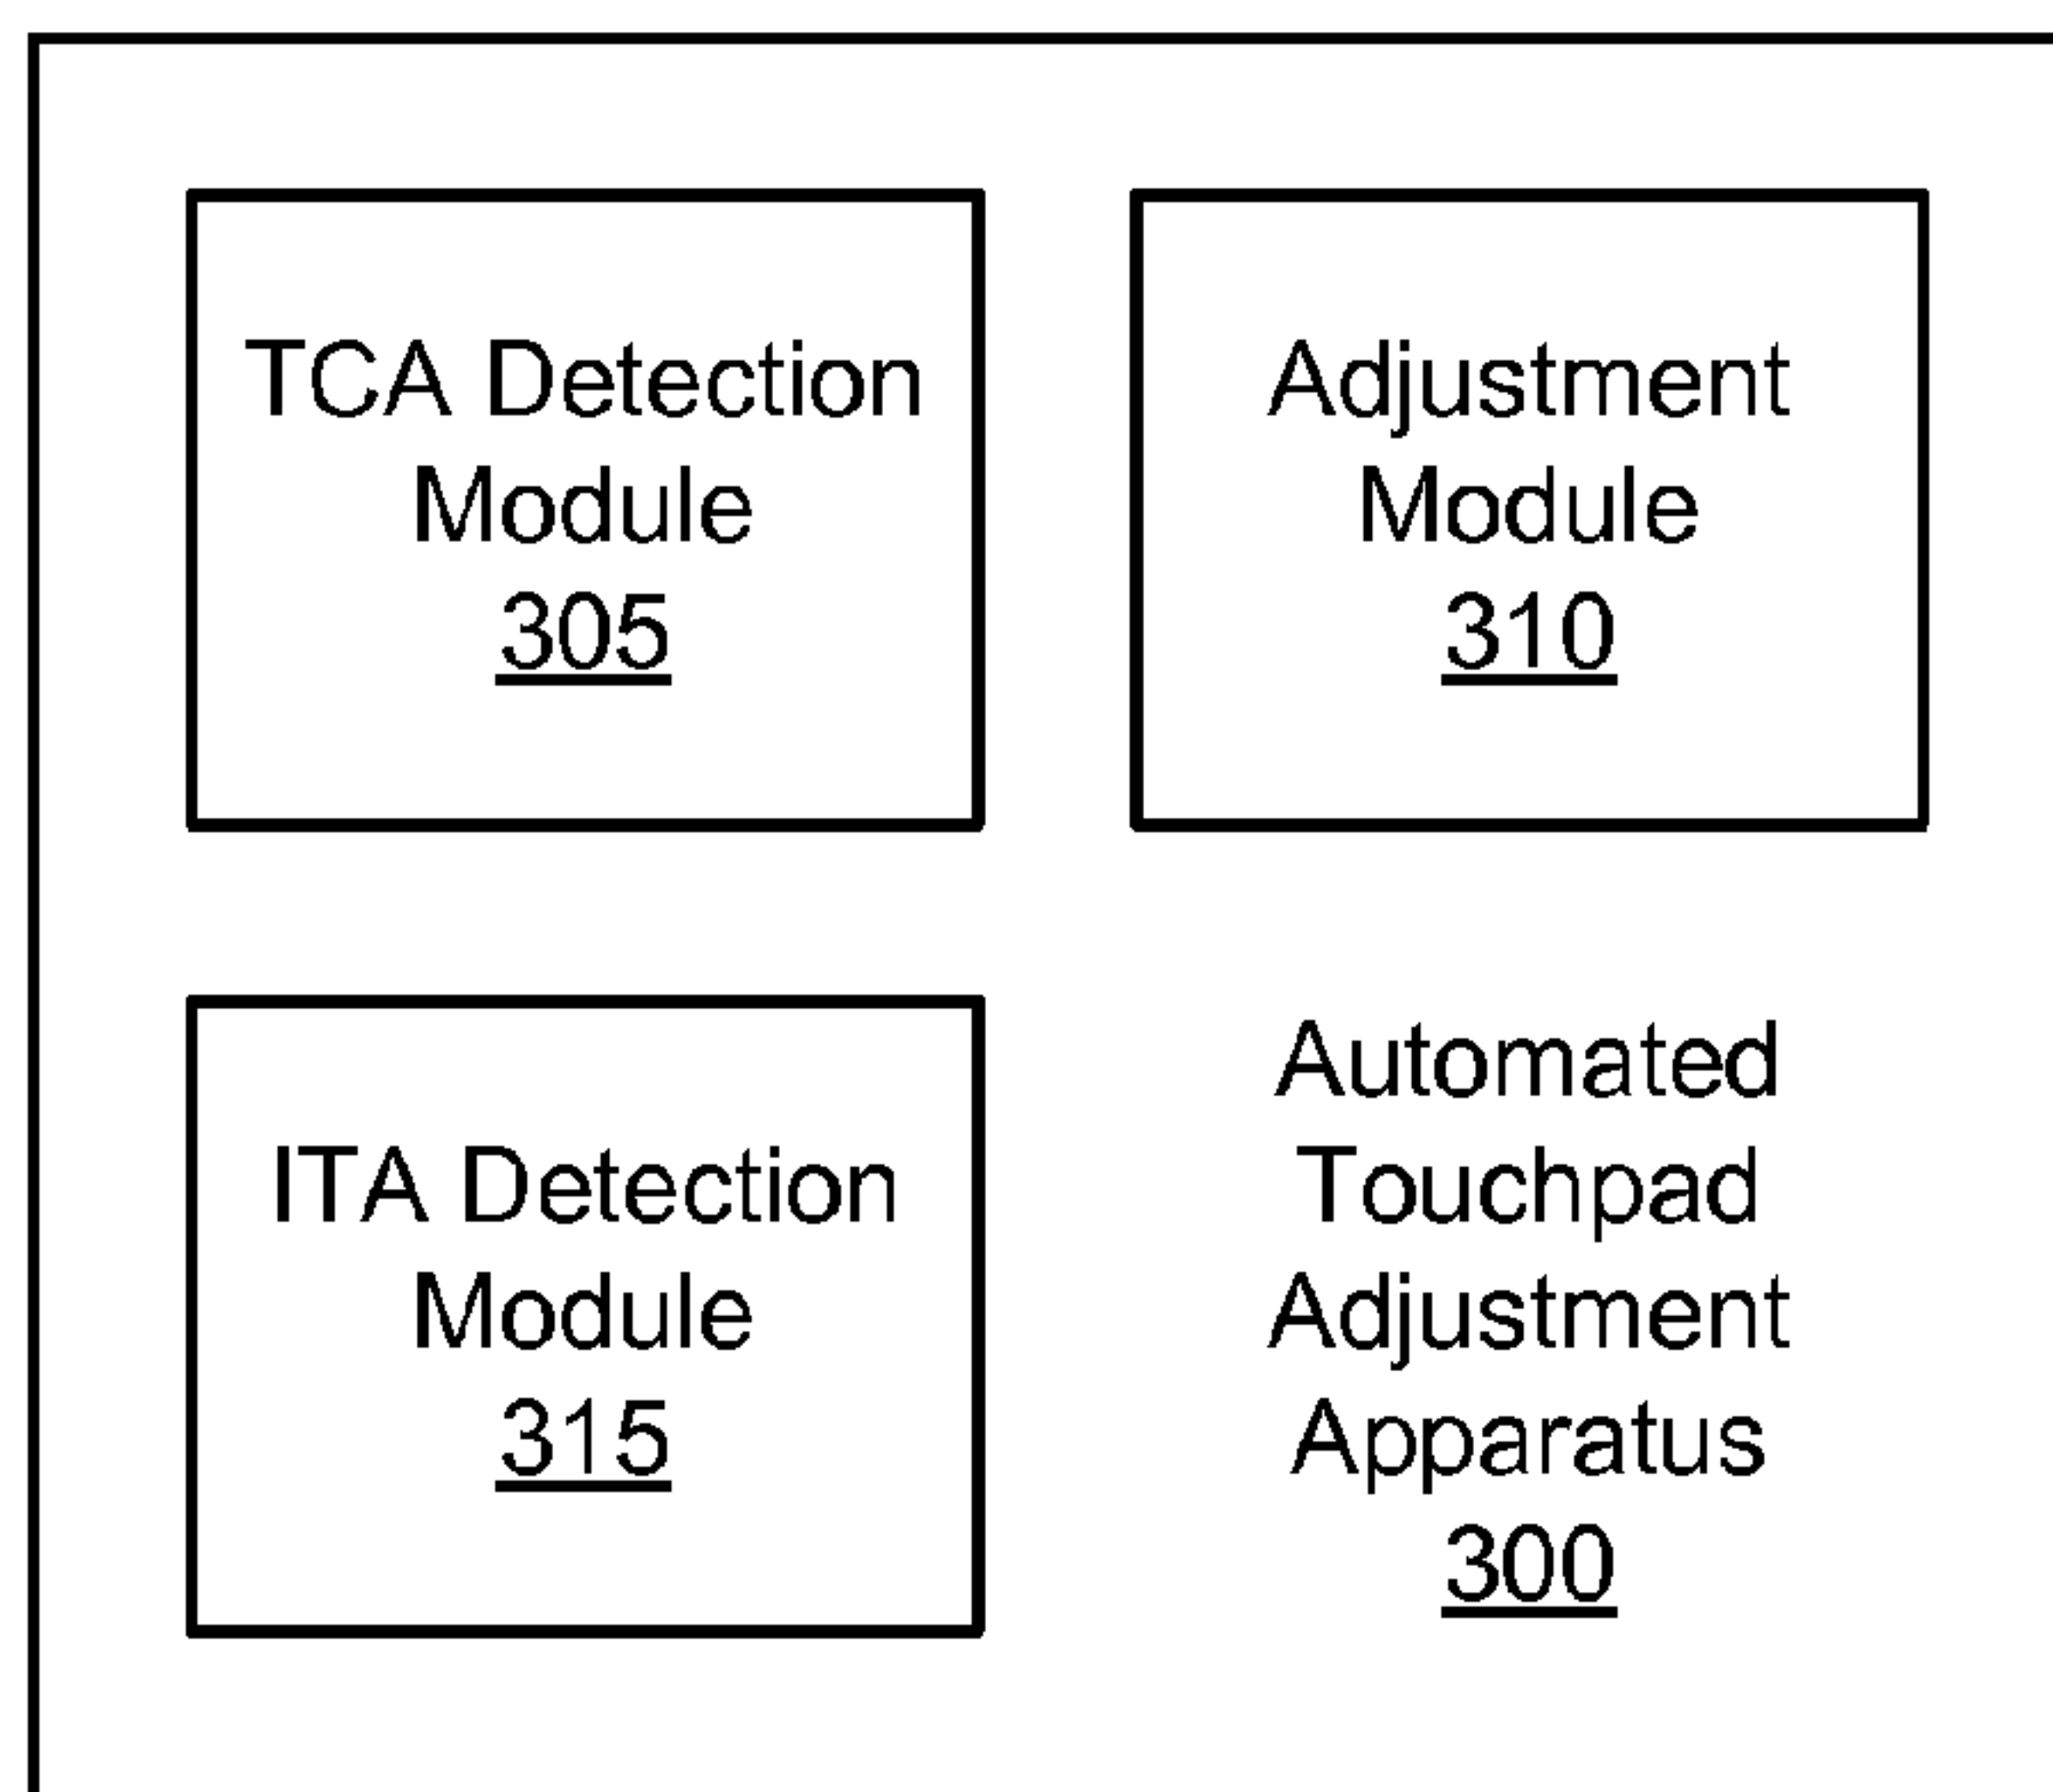 TCA Detection
Module
305
Adjustment
Module
310
ITA Detection
Module
315
Automated
Touchpad
Adjustment
Apparatus
300